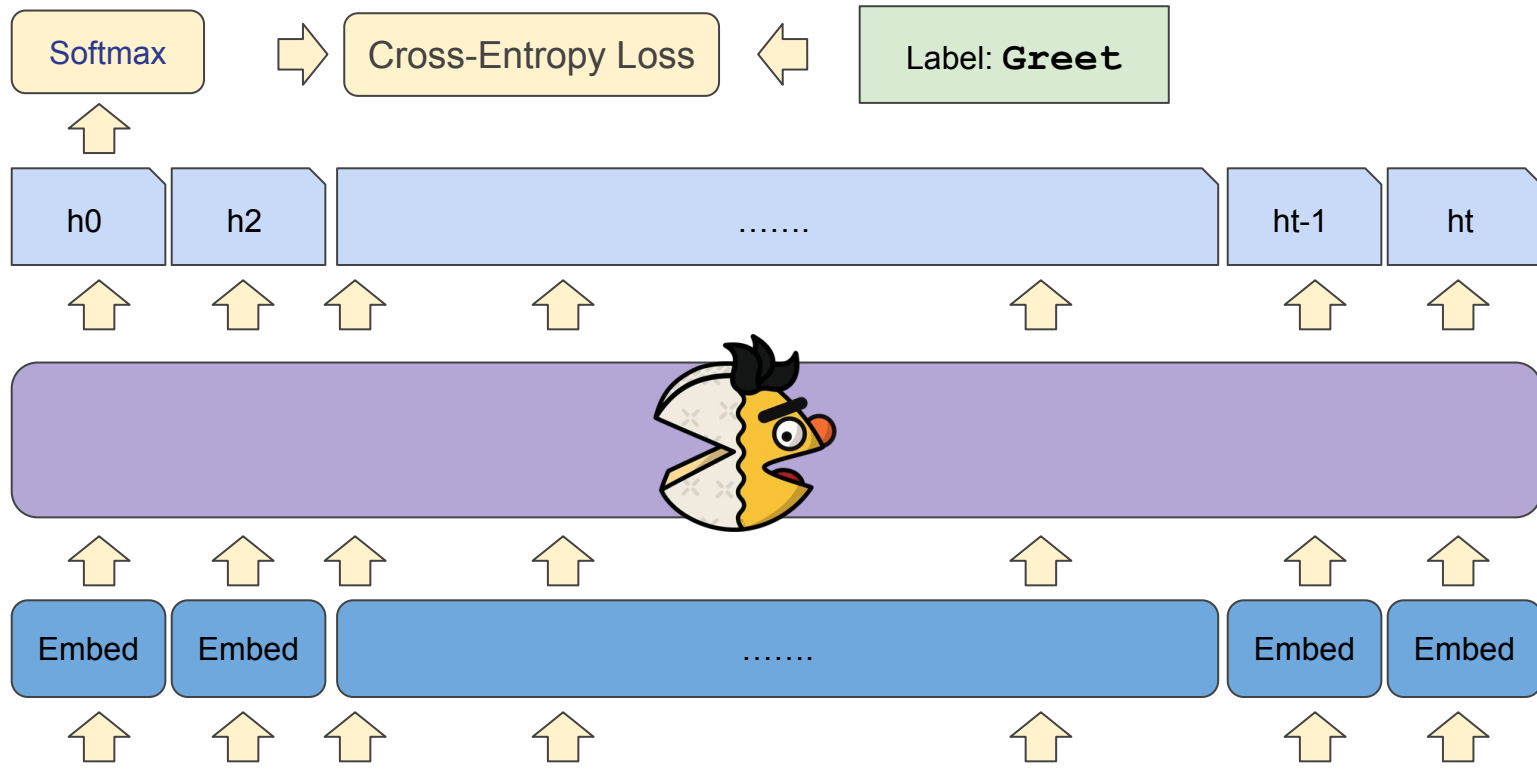 Softmax
Cross-Entropy Loss
Label: Greet
h0
h2
.......
ht-1
ht
Embed
Embed
.......
Embed
Embed